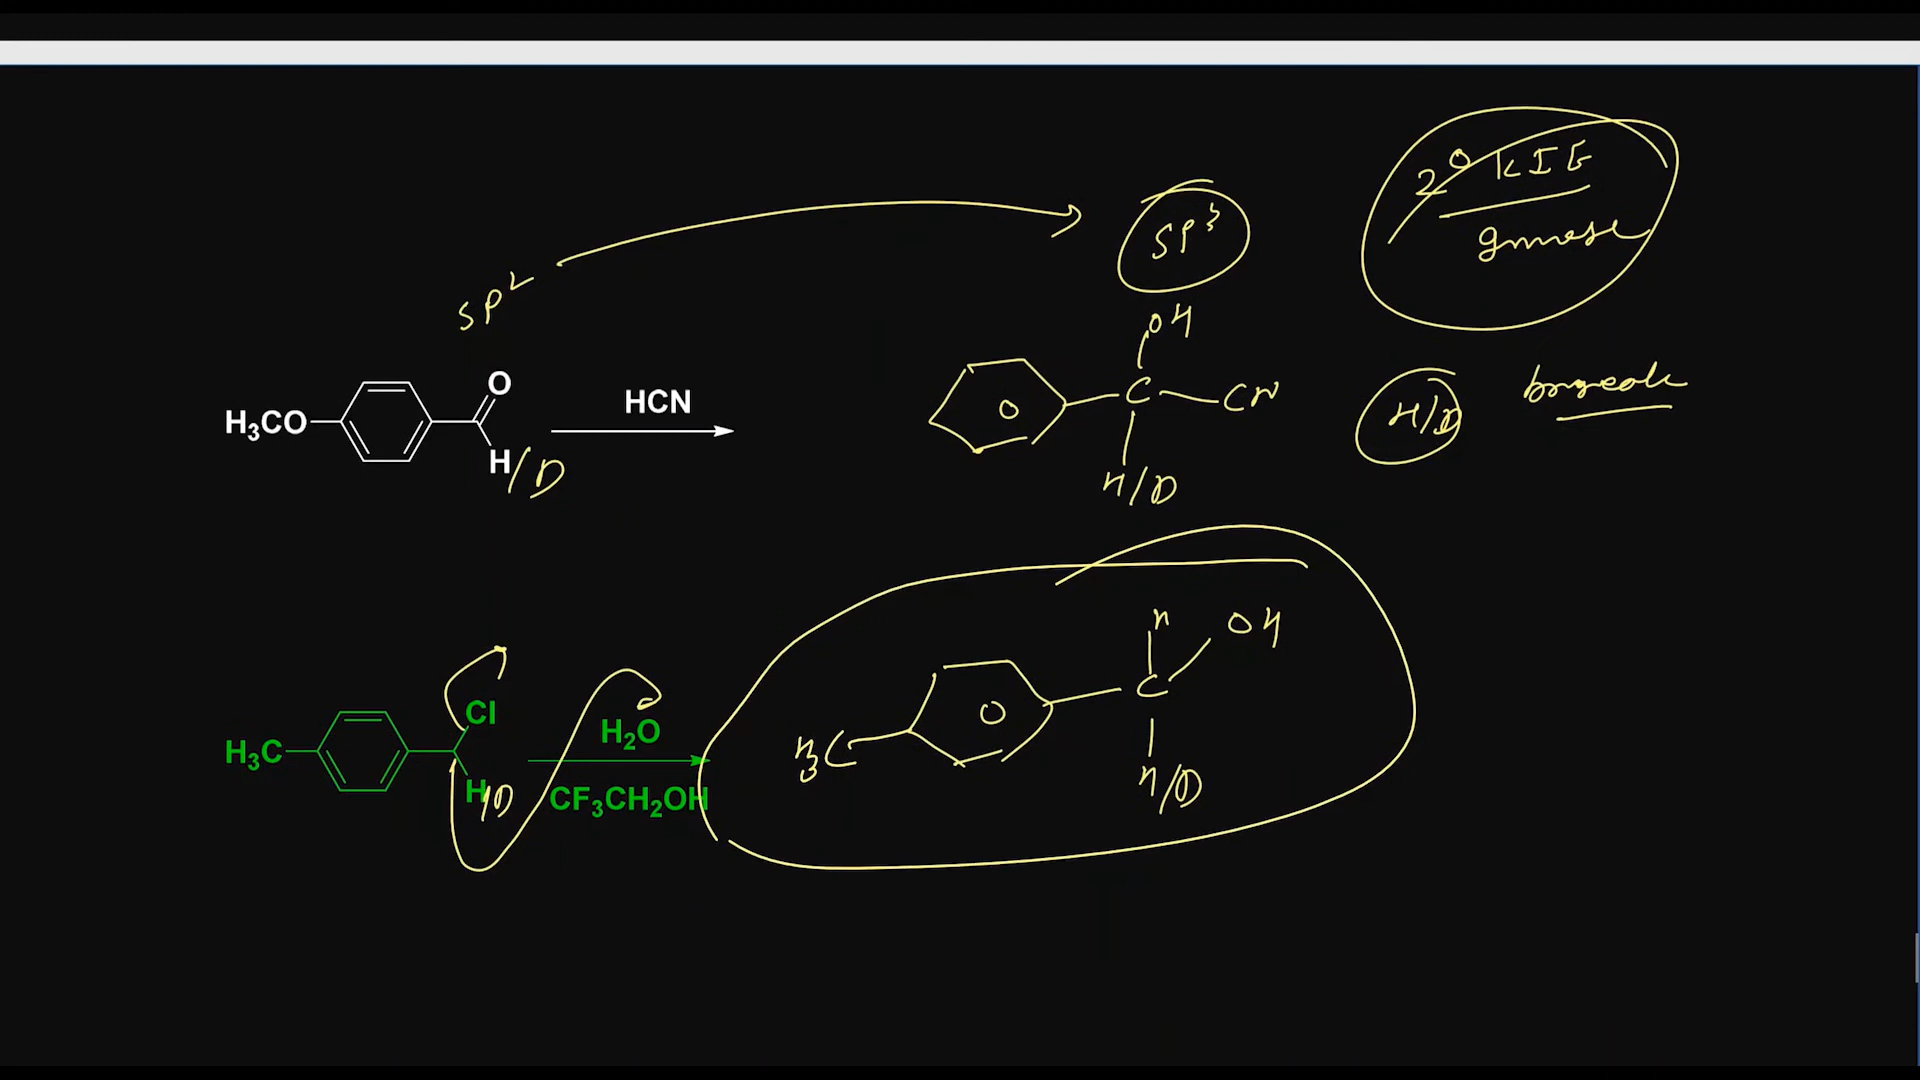 2° KIE
SP³
SP²
OH
O
H₃CO
HCN
C
CN
H/D
H/D
H/D
H
OH
Cl
H₂O
C
H₃C
H₃C
H/D
CF₃CH₂OH
H/D